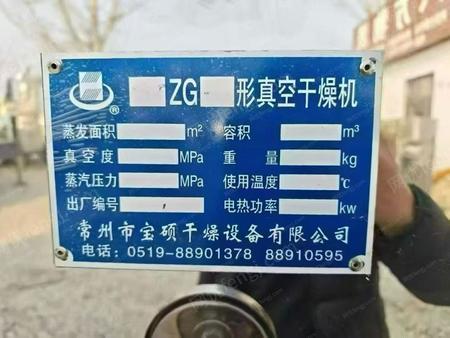 ZG 形真空干燥机
®
蒸发面积 m² 容积 m³
真空度 MPa 重量 kg
蒸汽压力 MPa 使用温度 ℃
出厂编号 电热功率 kw
常州市宝硕干燥设备有限公司
电话：0519-88901378 88910595